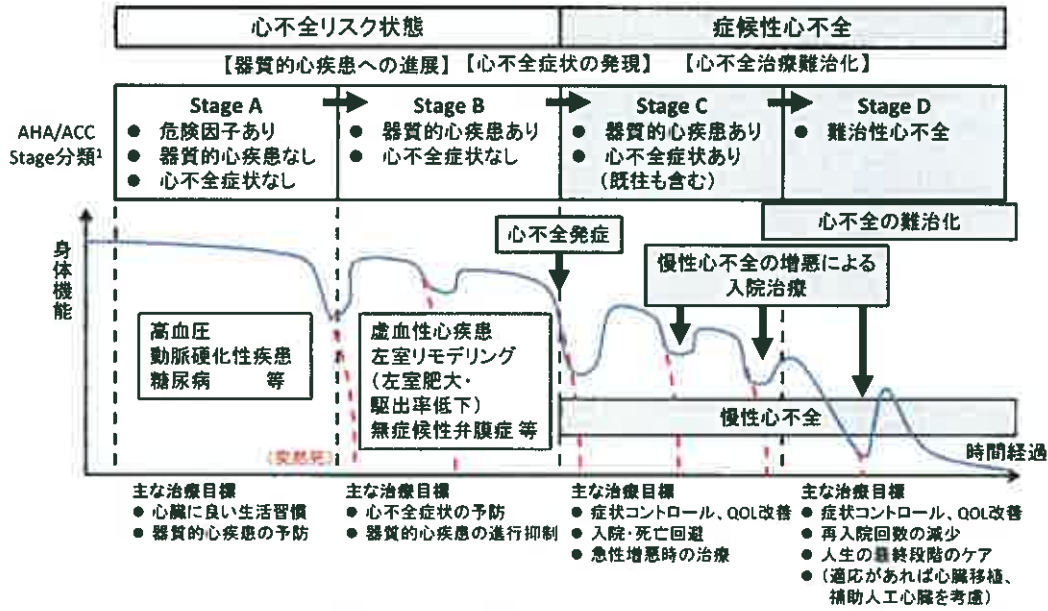 心不全リスク状態
症候性心不全
【器質的心疾患への進展】
【心不全症状の発現】
【心不全治療難治化】
AHA/ACC
Stage分類¹
Stage A
● 危険因子あり
● 器質的心疾患なし
● 心不全症状なし
Stage B
● 器質的心疾患あり
● 心不全症状なし
Stage C
● 器質的心疾患あり
● 心不全症状あり
(既往も含む)
Stage D
● 難治性心不全
心不全の難治化
心不全発症
慢性心不全の増悪による
入院治療
身体機能
高血圧
動脈硬化性疾患
糖尿病 等
虚血性心疾患
左室リモデリング
(左室肥大・
駆出率低下)
無症候性弁膜症 等
慢性心不全
(突然死)
時間経過
主な治療目標
● 心臓に良い生活習慣
● 器質的心疾患の予防
主な治療目標
● 心不全症状の予防
● 器質的心疾患の進行抑制
主な治療目標
● 症状コントロール、QOL改善
● 入院・死亡回避
● 急性増悪時の治療
主な治療目標
● 症状コントロール、QOL改善
● 再入院回数の減少
● 人生の最終段階のケア
● (適応があれば心臓移植、
補助人工心臓を考慮)